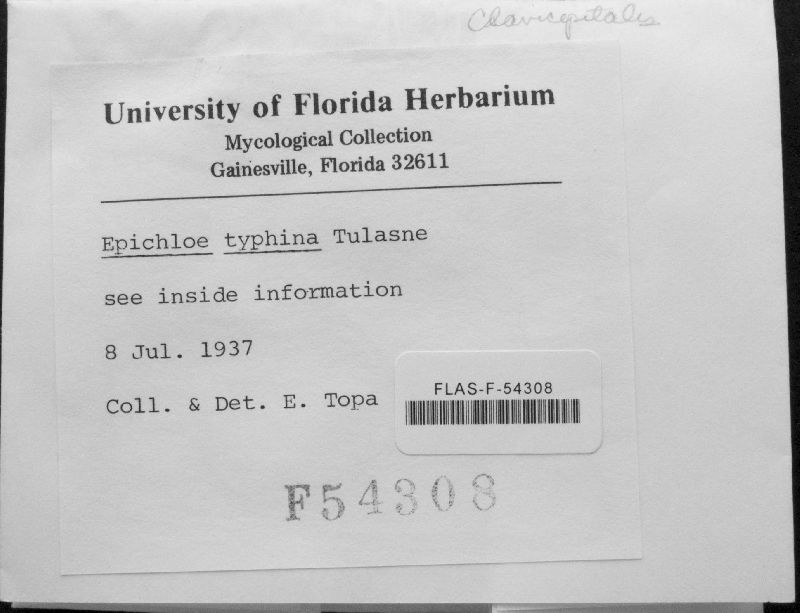 Clavicepitales
University of Florida Herbarium
Mycological Collection
Gainesville, Florida 32611
Epichloe typhina Tulasne
see inside information
8 Jul. 1937
Coll. & Det. E. Topa
FLAS-F-54308
F54308